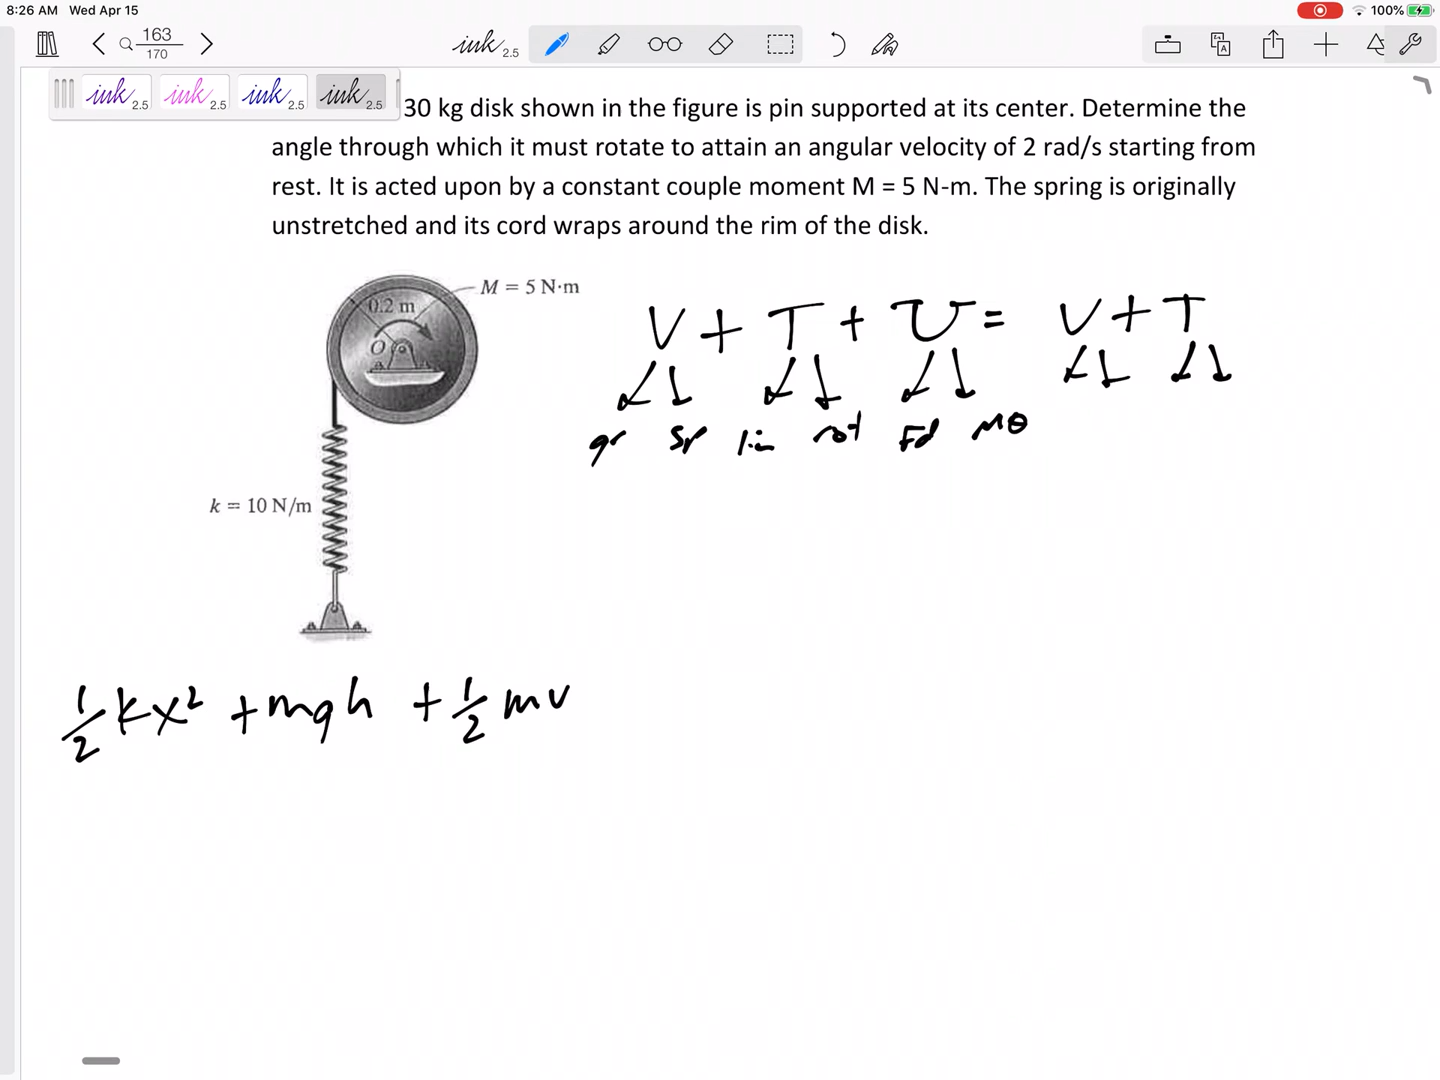 8:26 AM Wed Apr 15
100%
163
170
ink 2.5
ink 2.5 ink 2.5 ink 2.5 ink 2.5
30 kg disk shown in the figure is pin supported at its center. Determine the
angle through which it must rotate to attain an angular velocity of 2 rad/s starting from
rest. It is acted upon by a constant couple moment M = 5 N-m. The spring is originally
unstretched and its cord wraps around the rim of the disk.
M = 5 N·m
0.2 m
O
k = 10 N/m
V + T + U = V + T
gr sp lin rot Fd Mθ
1/2 kx² + mgh + 1/2 mv